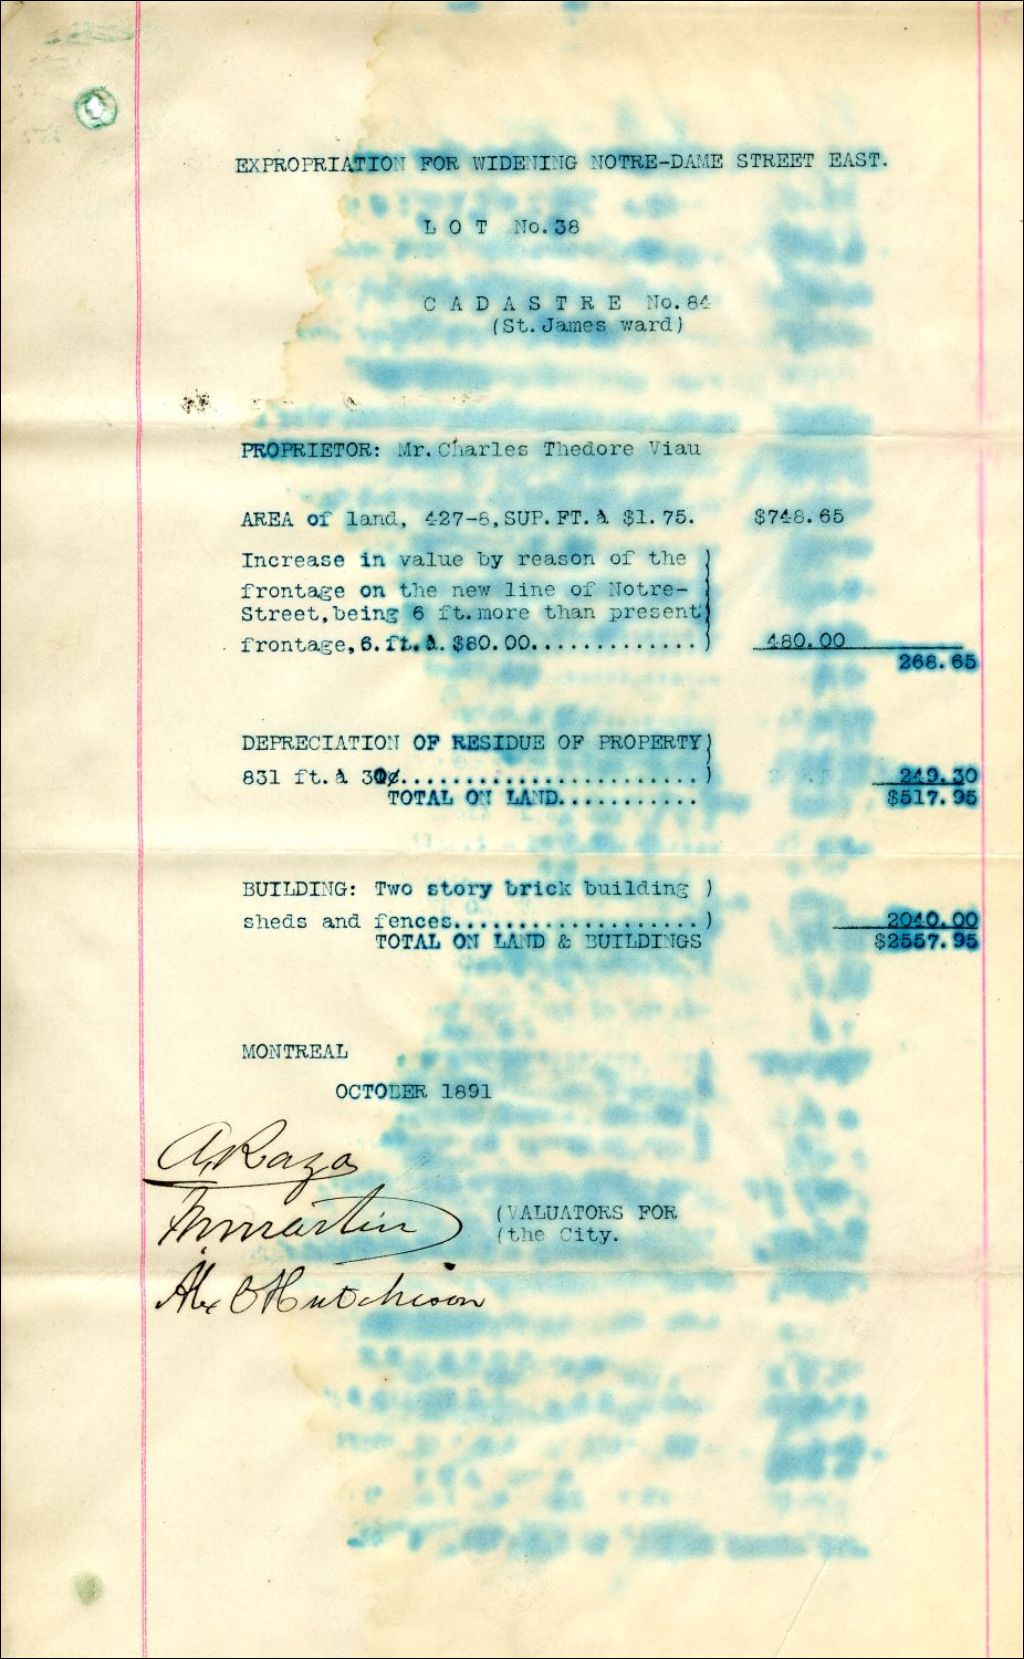 EXPROPRIATION FOR WIDENING NOTRE-DAME STREET EAST.
L O T No.38
C A D A S T R E No.84
(St.James ward)
PROPRIETOR: Mr.Charles Thedore Viau
AREA of land, 427-8,SUP.FT.à $1.75. $748.65
Increase in value by reason of the )
frontage on the new line of Notre- )
Street,being 6 ft.more than present)
frontage,6.ft.à.$80.00.............) 480.00
268.65
DEPRECIATION OF RESIDUE OF PROPERTY)
831 ft.à 30¢.......................) 249.30
TOTAL ON LAND........... $517.95
BUILDING: Two story brick building )
sheds and fences...................) 2040.00
TOTAL ON LAND & BUILDINGS $2557.95
MONTREAL
OCTOBER 1891
A. Raza
Martin
(VALUATORS FOR
(the City.
Alex C Hutchison